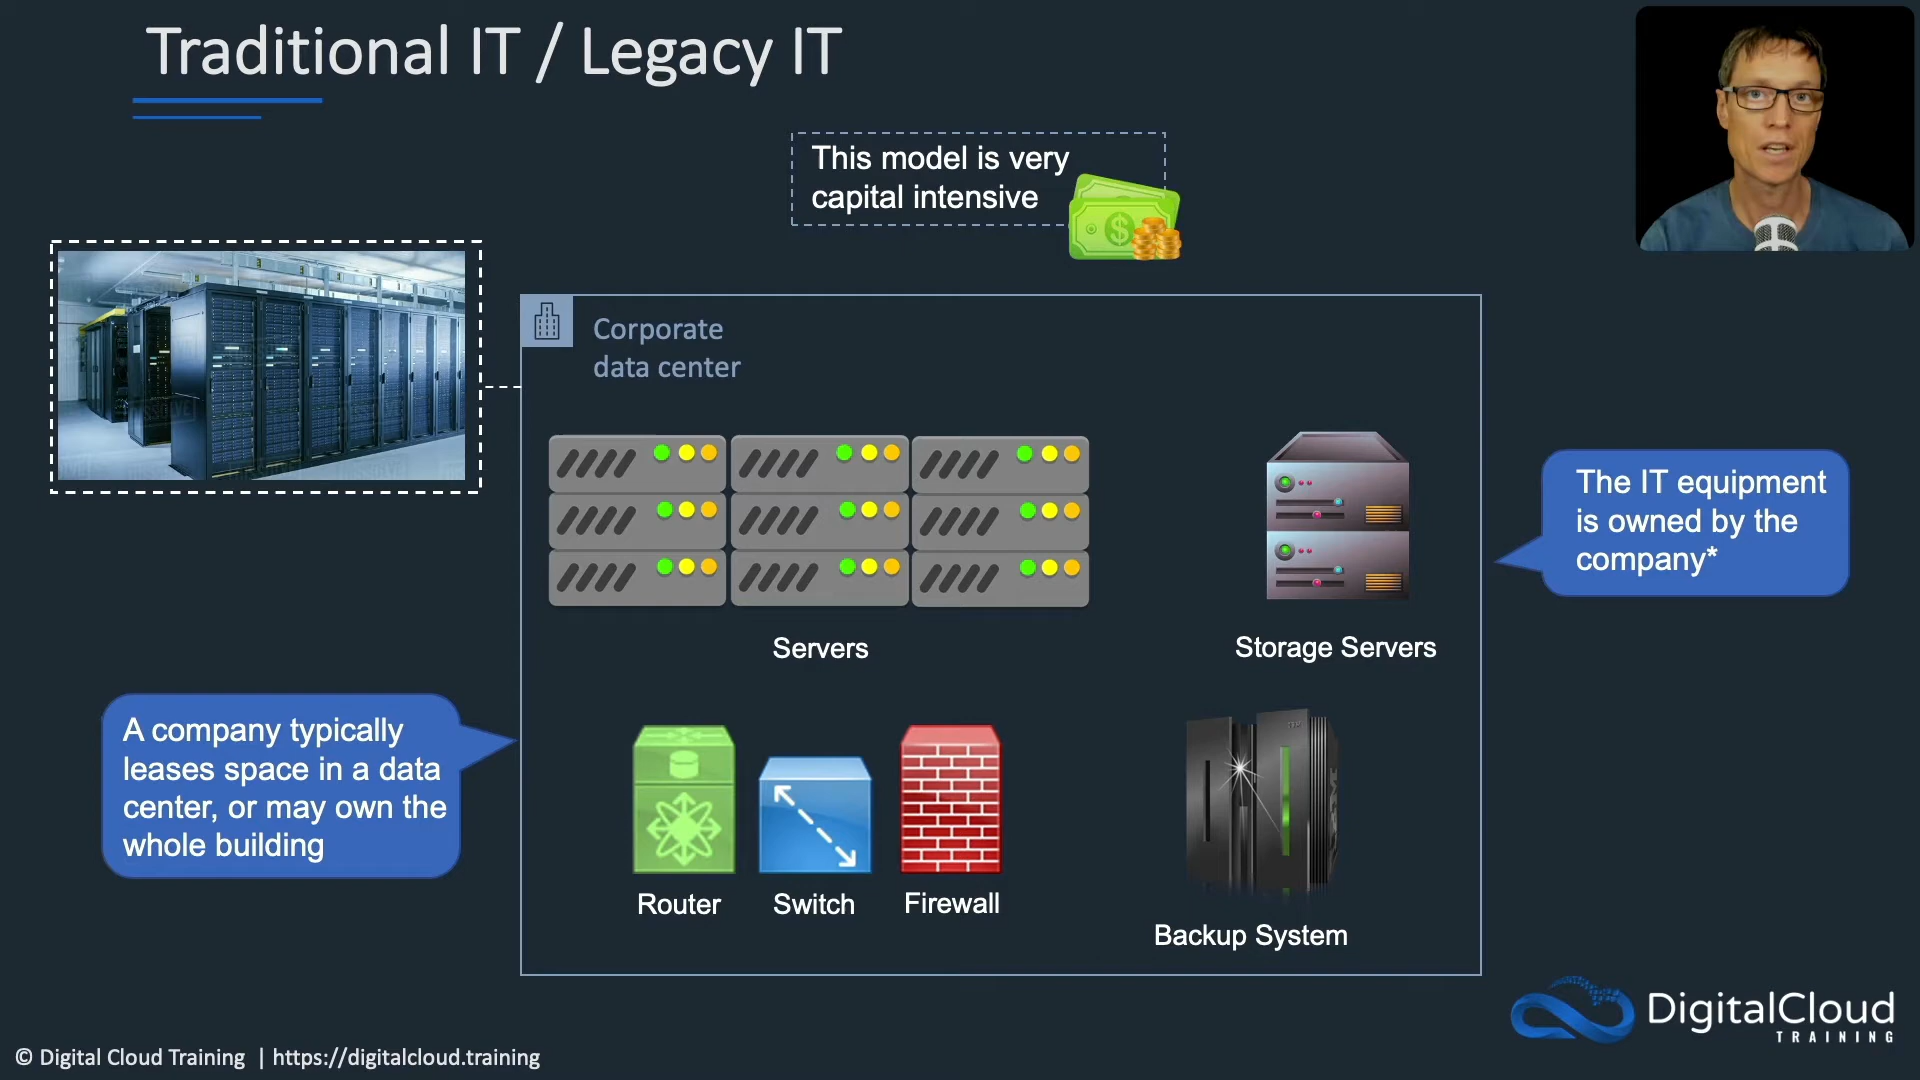 Traditional IT / Legacy IT
This model is very
capital intensive
Corporate
data center
Servers
Storage Servers
The IT equipment
is owned by the
company*
A company typically
leases space in a data
center, or may own the
whole building
Router
Switch
Firewall
Backup System
DigitalCloud
TRAINING
© Digital Cloud Training | https://digitalcloud.training